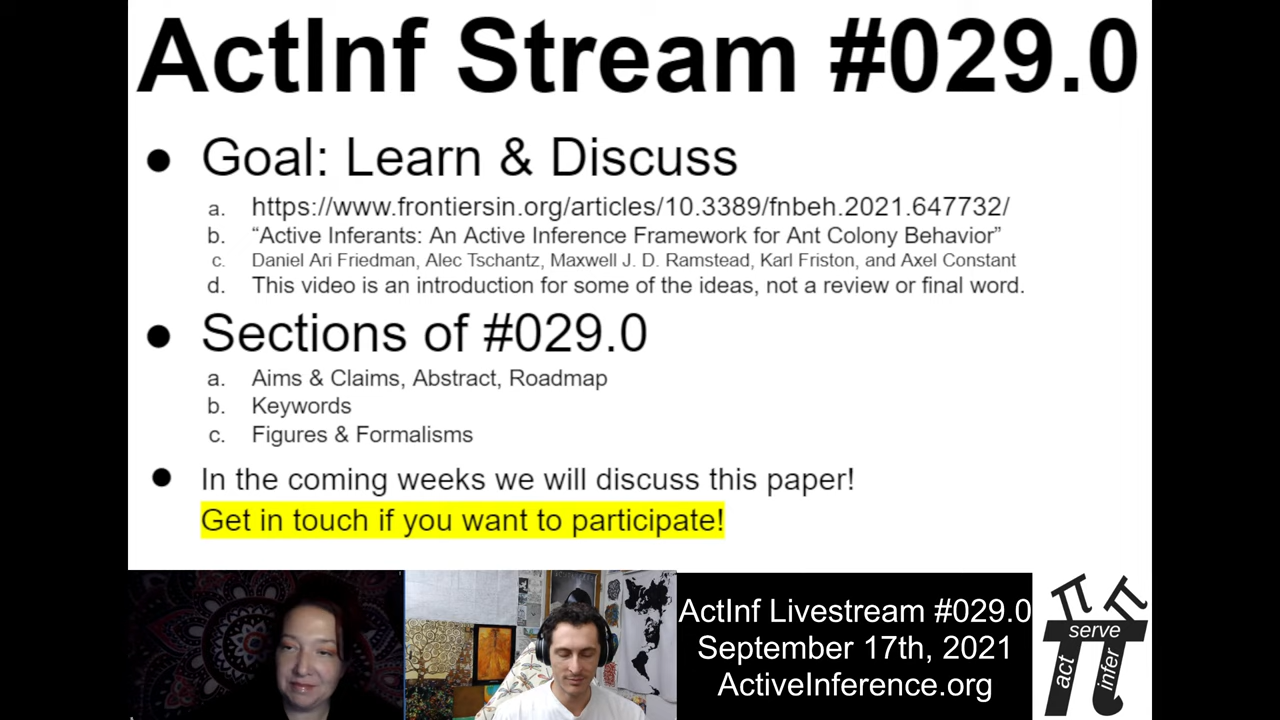 ActInf Stream #029.0
● Goal: Learn & Discuss
a. https://www.frontiersin.org/articles/10.3389/fnbeh.2021.647732/
b. “Active Inferants: An Active Inference Framework for Ant Colony Behavior”
c. Daniel Ari Friedman, Alec Tschantz, Maxwell J. D. Ramstead, Karl Friston, and Axel Constant
d. This video is an introduction for some of the ideas, not a review or final word.
● Sections of #029.0
a. Aims & Claims, Abstract, Roadmap
b. Keywords
c. Figures & Formalisms
● In the coming weeks we will discuss this paper!
Get in touch if you want to participate!
ActInf Livestream #029.0
September 17th, 2021
ActiveInference.org
serve
act
infer